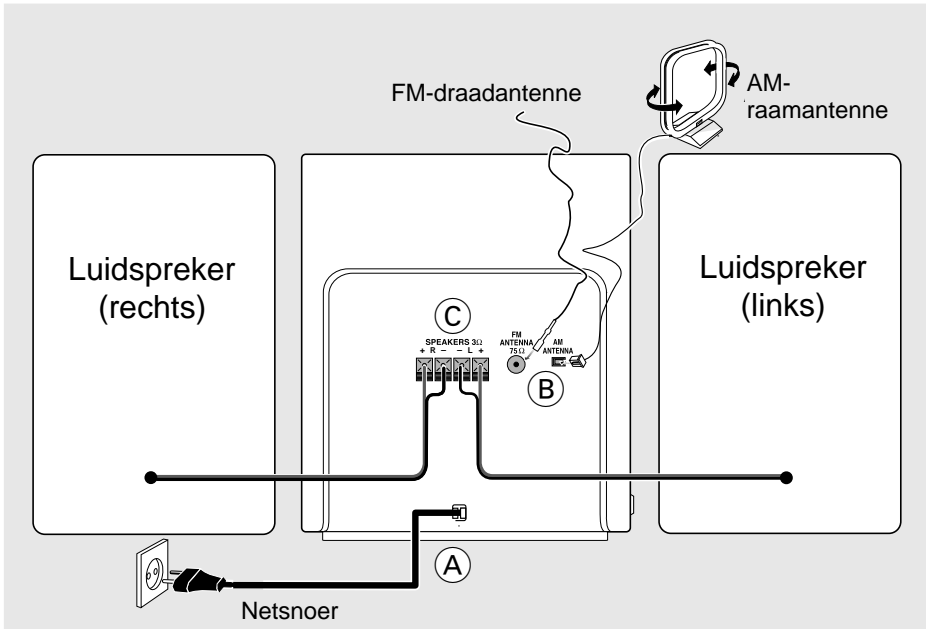 FM-draadantenne
AM-
raamantenne
Luidspreker
(rechts)
Luidspreker
(links)
C
SPEAKERS 3Ω
+ R − − L +
FM
ANTENNA
75 Ω
AM
ANTENNA
B
A
Netsnoer